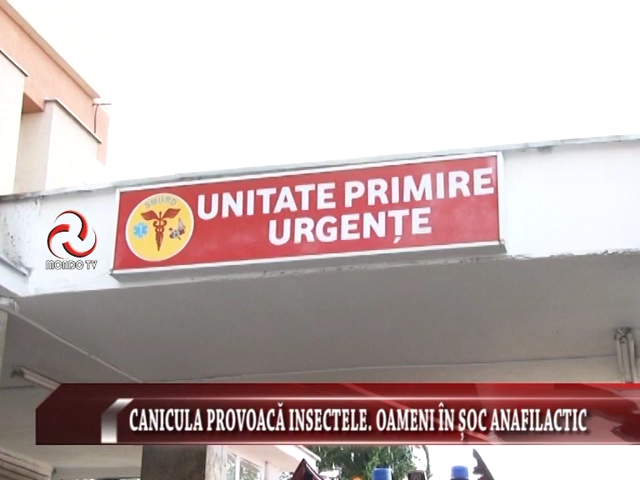 SMURD
UNITATE PRIMIRE
URGENȚE
MONDO TV
CANICULA PROVOACĂ INSECTELE. OAMENI ÎN ȘOC ANAFILACTIC